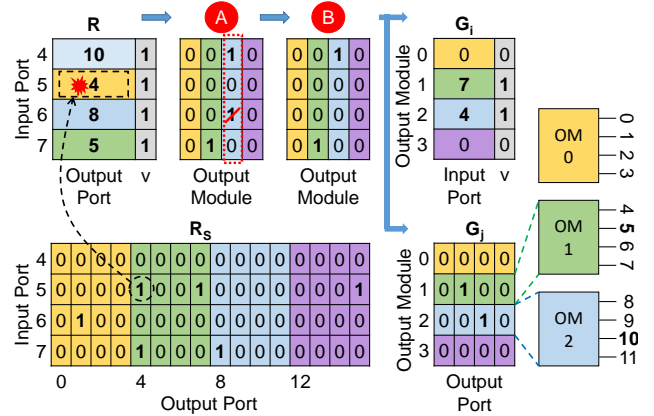 R A B G_i
Input Port
4 10 1
5 4 1
6 8 1
7 5 1
Output Port v
0 0 1 0
0 0 0 0
0 0 1 0
0 1 0 0
Output Module
0 0 1 0
0 0 0 0
0 0 0 0
0 1 0 0
Output Module
Output Module
0 0 0
1 7 1
2 4 1
3 0 0
Input Port v
OM 0
0
1
2
3
OM 1
4
5
6
7
OM 2
8
9
10
11
R_S
Input Port
4 0 0 0 0 0 0 0 0 0 0 0 0 0 0 0 0
5 0 0 0 0 1 0 0 1 0 0 0 0 0 0 0 1
6 0 1 0 0 0 0 0 0 0 0 0 0 0 0 0 0
7 0 0 0 0 1 0 0 0 1 0 0 0 0 0 0 0
0 4 8 12
Output Port
G_j
Output Module
0 0 0 0 0
1 0 1 0 0
2 0 0 1 0
3 0 0 0 0
Output Port